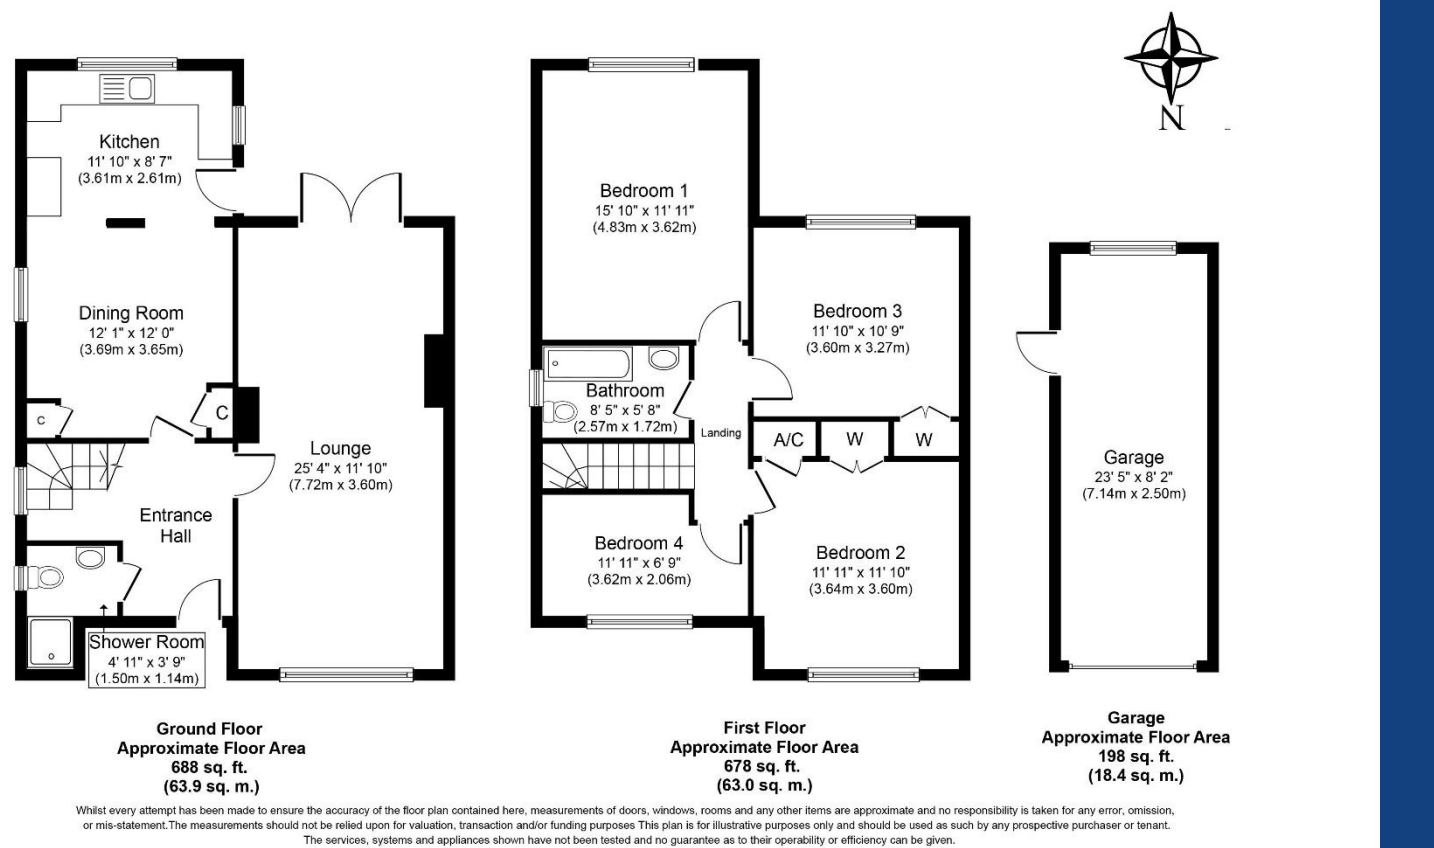 N
Kitchen
11' 10" x 8' 7"
(3.61m x 2.61m)
Dining Room
12' 1" x 12' 0"
(3.69m x 3.65m)
C
C
Lounge
25' 4" x 11' 10"
(7.72m x 3.60m)
Entrance
Hall
Shower Room
4' 11" x 3' 9"
(1.50m x 1.14m)
Ground Floor
Approximate Floor Area
688 sq. ft.
(63.9 sq. m.)
Bedroom 1
15' 10" x 11' 11"
(4.83m x 3.62m)
Bedroom 3
11' 10" x 10' 9"
(3.60m x 3.27m)
Bathroom
8' 5" x 5' 8"
(2.57m x 1.72m)
Landing
A/C
W
W
Bedroom 4
11' 11" x 6' 9"
(3.62m x 2.06m)
Bedroom 2
11' 11" x 11' 10"
(3.64m x 3.60m)
First Floor
Approximate Floor Area
678 sq. ft.
(63.0 sq. m.)
Garage
23' 5" x 8' 2"
(7.14m x 2.50m)
Garage
Approximate Floor Area
198 sq. ft.
(18.4 sq. m.)
Whilst every attempt has been made to ensure the accuracy of the floor plan contained here, measurements of doors, windows, rooms and any other items are approximate and no responsibility is taken for any error, omission,
or mis-statement.The measurements should not be relied upon for valuation, transaction and/or funding purposes This plan is for illustrative purposes only and should be used as such by any prospective purchaser or tenant.
The services, systems and appliances shown have not been tested and no guarantee as to their operability or efficiency can be given.